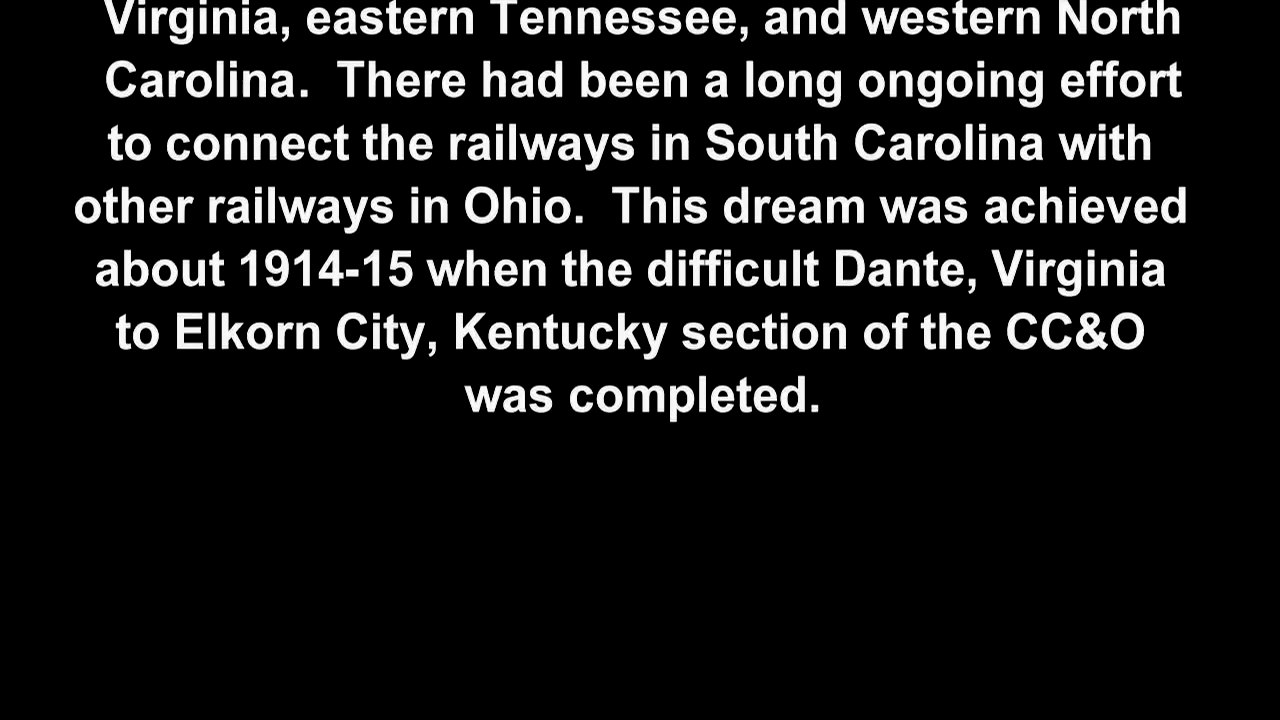 Virginia, eastern Tennessee, and western North
Carolina.  There had been a long ongoing effort
to connect the railways in South Carolina with
other railways in Ohio.  This dream was achieved
about 1914-15 when the difficult Dante, Virginia
to Elkorn City, Kentucky section of the CC&O
was completed.